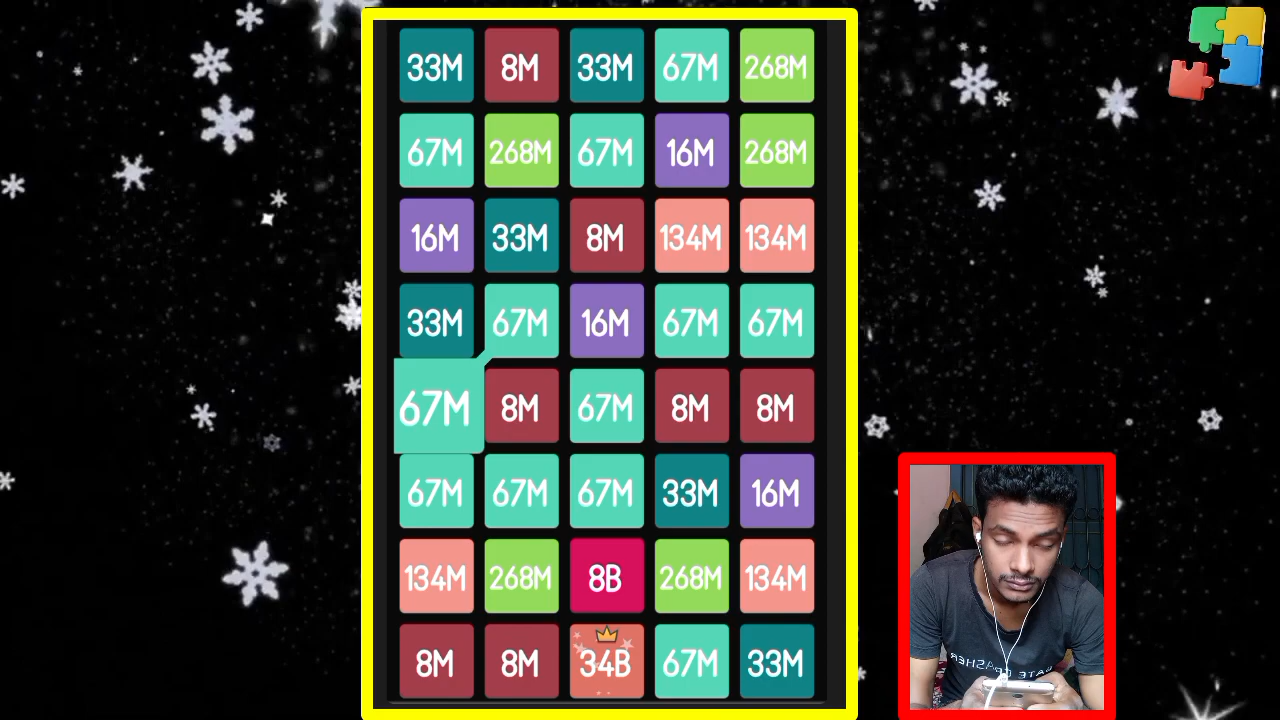 33M 8M 33M 67M 268M
67M 268M 67M 16M 268M
16M 33M 8M 134M 134M
33M 67M 16M 67M 67M
67M 8M 67M 8M 8M
67M 67M 67M 33M 16M
134M 268M 8B 268M 134M
8M 8M 34B 67M 33M
GATE CRASHER